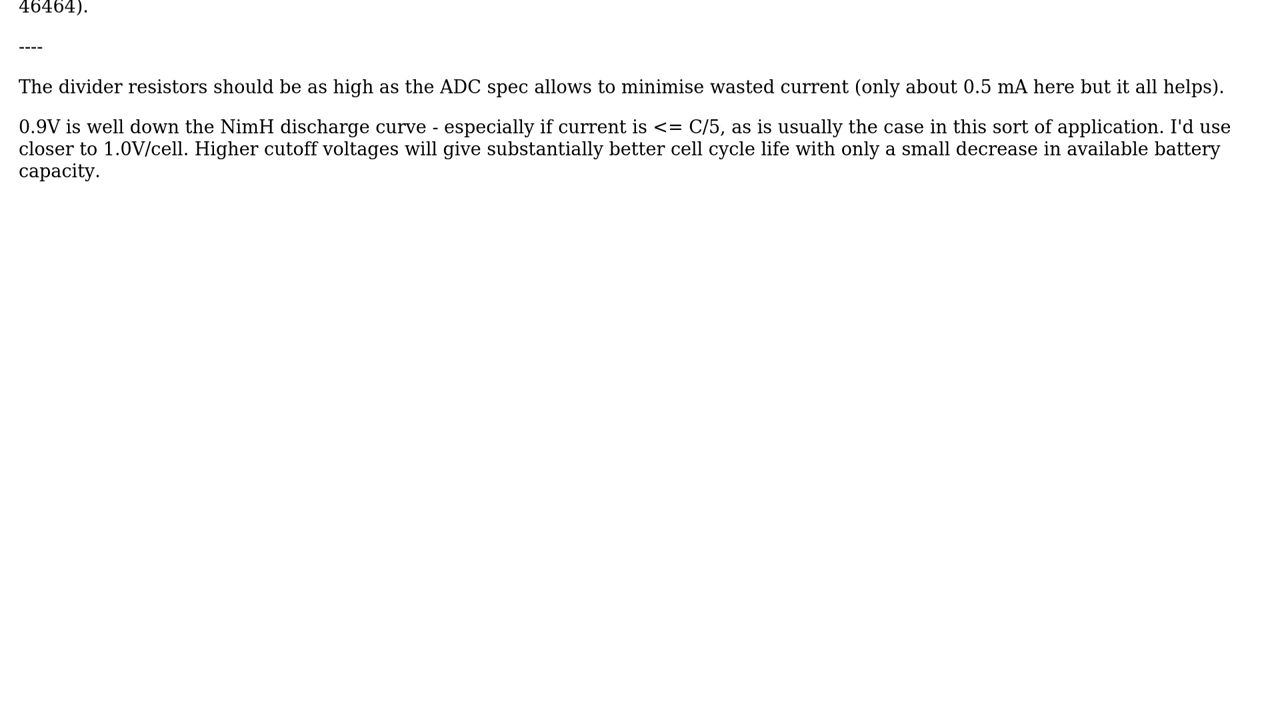 46464).
----
The divider resistors should be as high as the ADC spec allows to minimise wasted current (only about 0.5 mA here but it all helps).
0.9V is well down the NimH discharge curve - especially if current is <= C/5, as is usually the case in this sort of application. I'd use
closer to 1.0V/cell. Higher cutoff voltages will give substantially better cell cycle life with only a small decrease in available battery
capacity.